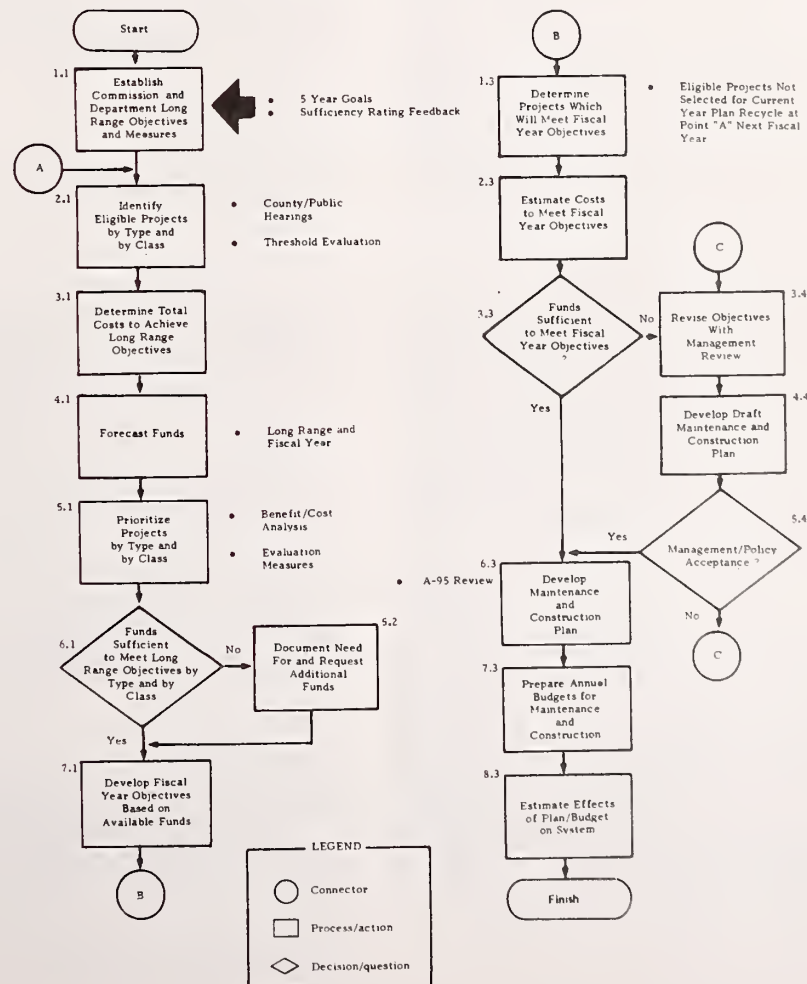 Start
1.1
Establish
Commission and
Department Long
Range Objectives
and Measures
• 5 Year Goals
• Sufficiency Rating Feedback
A
2.1
Identify
Eligible Projects
by Type and
by Class
• County/Public
Hearings
• Threshold Evaluation
3.1
Determine Total
Costs to Achieve
Long Range
Objectives
4.1
Forecast Funds
• Long Range and
Fiscal Year
5.1
Prioritize
Projects
by Type and
by Class
• Benefit/Cost
Analysis
• Evaluation
Measures
6.1
Funds
Sufficient
to Meet Long
Range Objectives by
Type and by
Class
No
5.2
Document Need
For and Request
Additional
Funds
Yes
7.1
Develop Fiscal
Year Objectives
Based on
Available Funds
B
LEGEND
Connector
Process/action
Decision/question
B
1.3
Determine
Projects Which
Will Meet Fiscal
Year Objectives
• Eligible Projects Not
Selected for Current
Year Plan Recycle at
Point "A" Next Fiscal
Year
2.3
Estimate Costs
to Meet Fiscal
Year Objectives
3.3
Funds
Sufficient
to Meet Fiscal
Year Objectives
?
No
Yes
C
3.4
Revise Objectives
With
Management
Review
4.4
Develop Draft
Maintenance and
Construction
Plan
5.4
Management/Policy
Acceptance ?
Yes
No
C
6.3
• A-95 Review
Develop
Maintenance
and
Construction
Plan
7.3
Prepare Annual
Budgets for
Maintenance
and
Construction
8.3
Estimate Effects
of Plan/Budget
on System
Finish